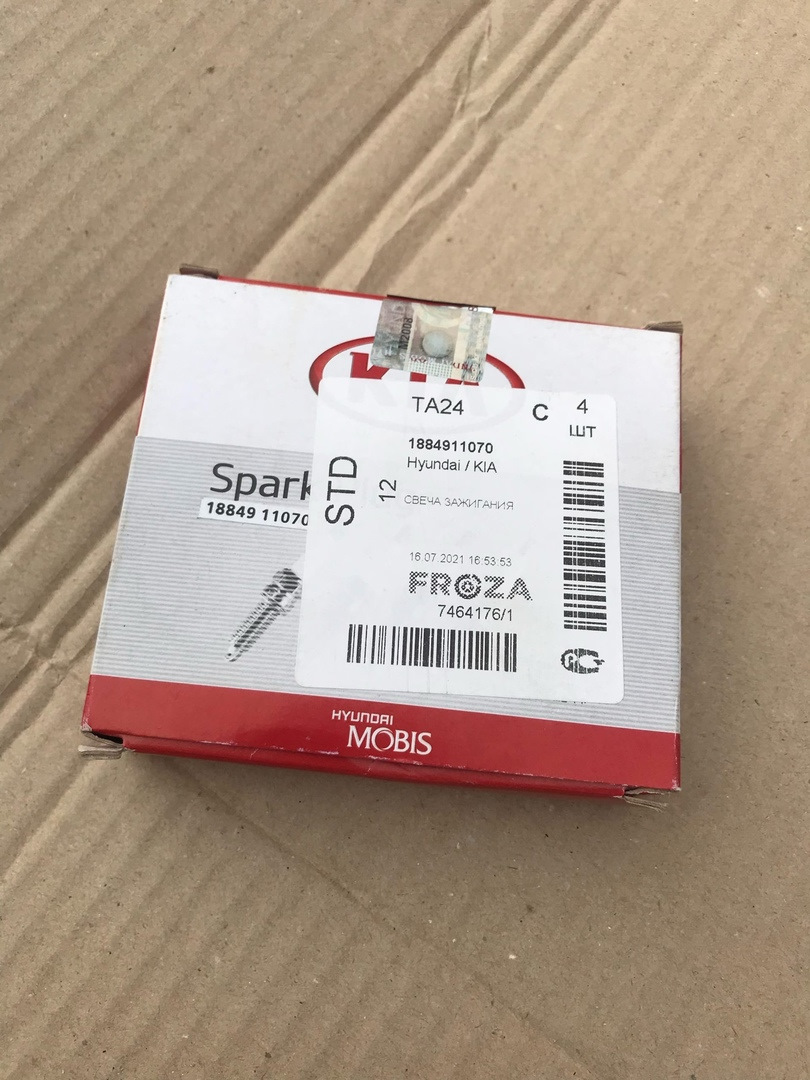 KIA
TA24
C
4
ШТ
1884911070
Hyundai / KIA
STD
12
СВЕЧА ЗАЖИГАНИЯ
Spark
18849 11070
16.07.2021 16:53:53
FROZA
7464176/1
HYUNDAI
MOBIS